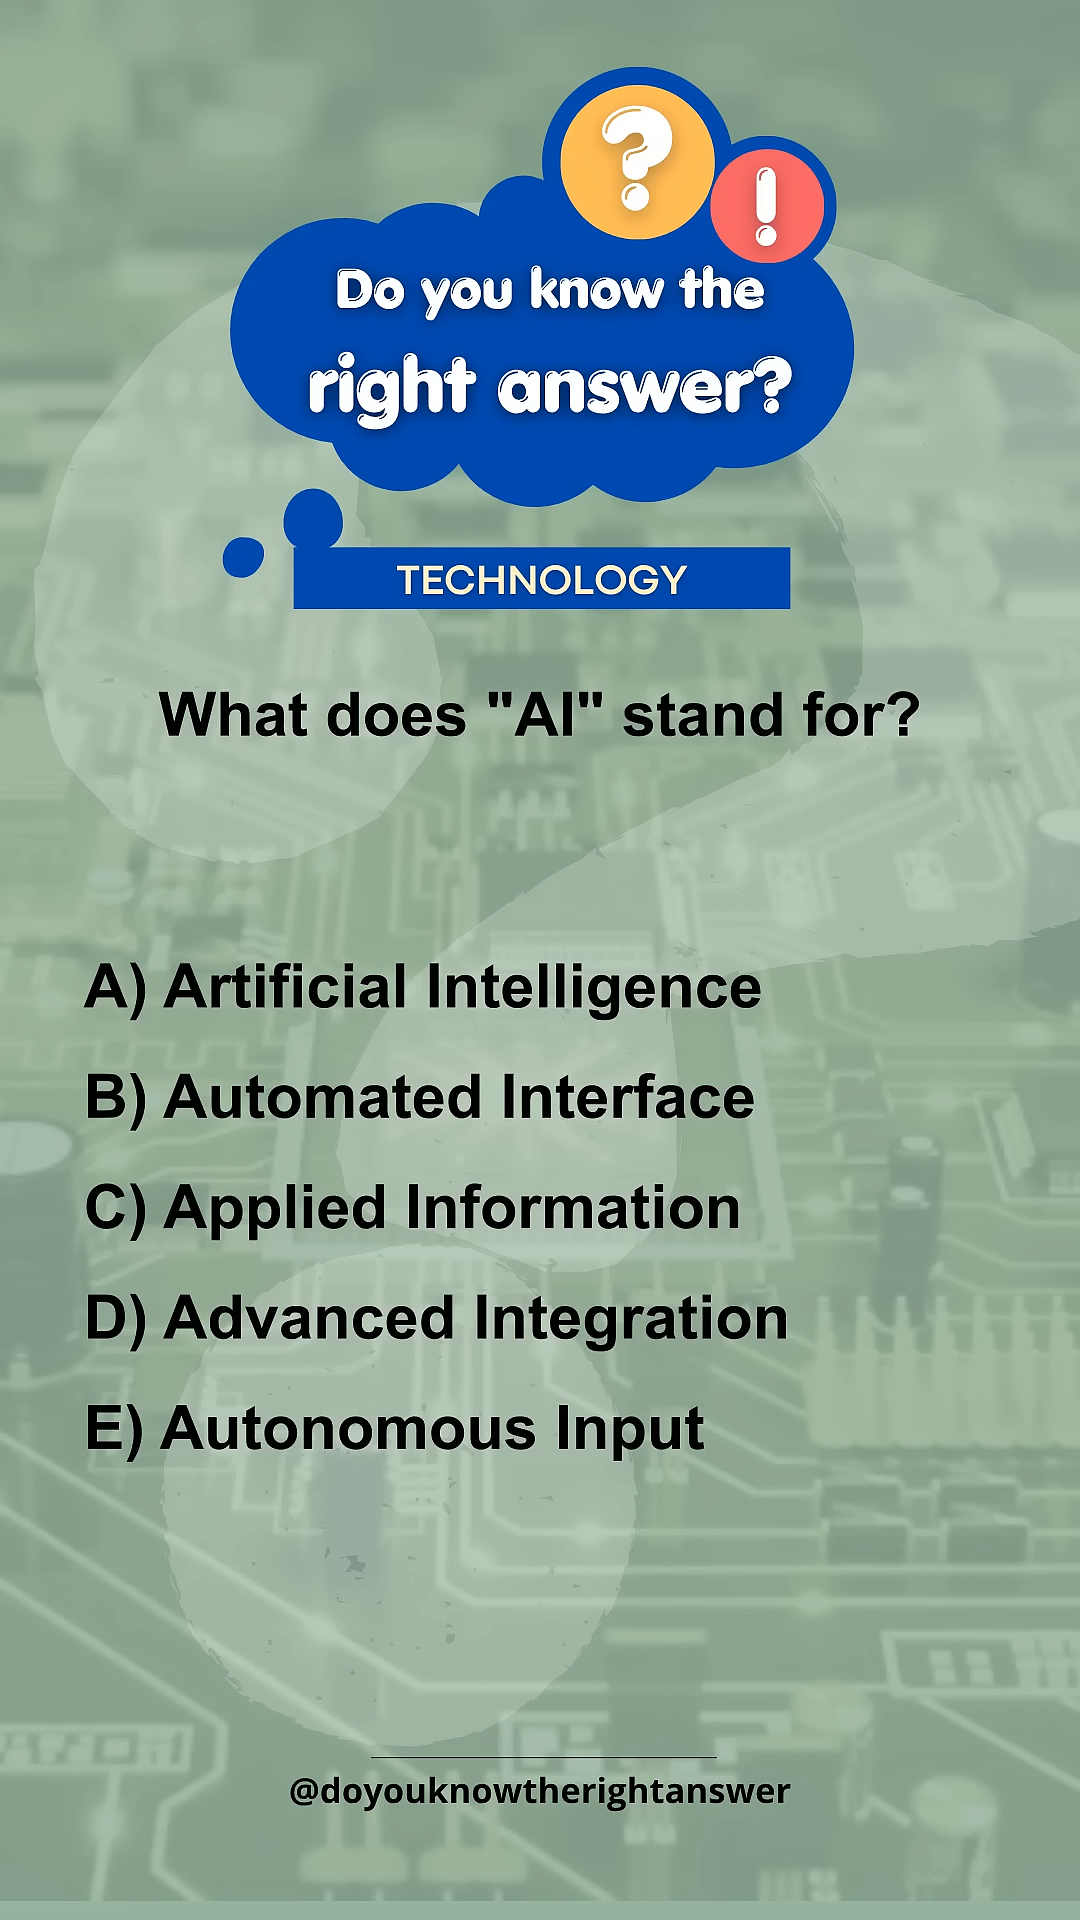 ?
!
Do you know the
right answer?
TECHNOLOGY
What does "AI" stand for?
A) Artificial Intelligence
B) Automated Interface
C) Applied Information
D) Advanced Integration
E) Autonomous Input
@doyouknowtherightanswer